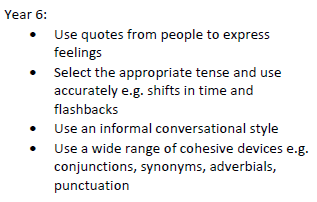 Year 6:
• Use quotes from people to express
feelings
• Select the appropriate tense and use
accurately e.g. shifts in time and
flashbacks
• Use an informal conversational style
• Use a wide range of cohesive devices e.g.
conjunctions, synonyms, adverbials,
punctuation